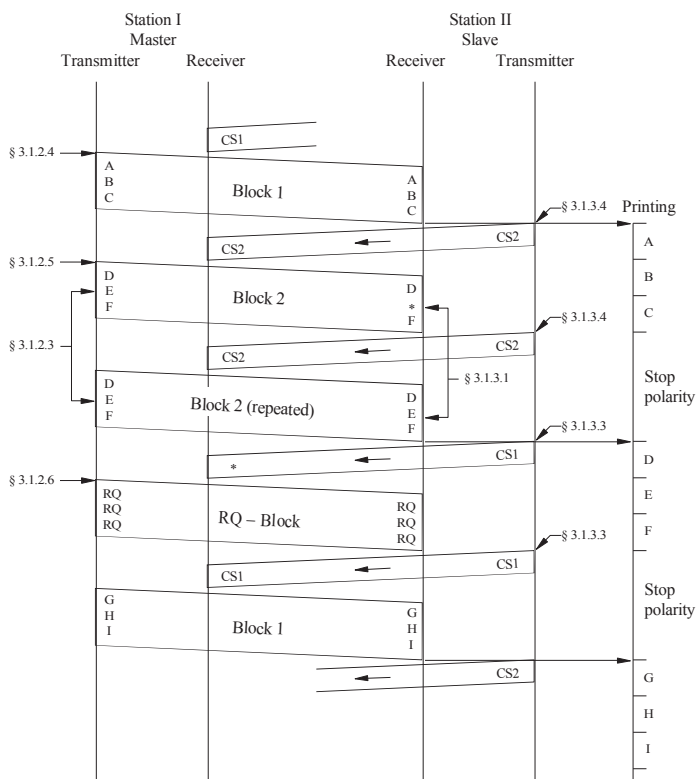 Station I
Master
Station II
Slave
Transmitter
Receiver
Receiver
Transmitter
CS1
§ 3.1.2.4
A
B
C
Block 1
A
B
C
§ 3.1.3.4
Printing
CS2
CS2
A
§ 3.1.2.5
D
E
F
Block 2
D
*
F
B
C
§ 3.1.2.3
§ 3.1.3.4
CS2
CS2
§ 3.1.3.1
D
E
F
Block 2 (repeated)
D
E
F
Stop
polarity
§ 3.1.3.3
*
CS1
D
§ 3.1.2.6
RQ
RQ
RQ
RQ – Block
RQ
RQ
RQ
E
F
§ 3.1.3.3
CS1
CS1
G
H
I
Block 1
G
H
I
Stop
polarity
CS2
G
H
I